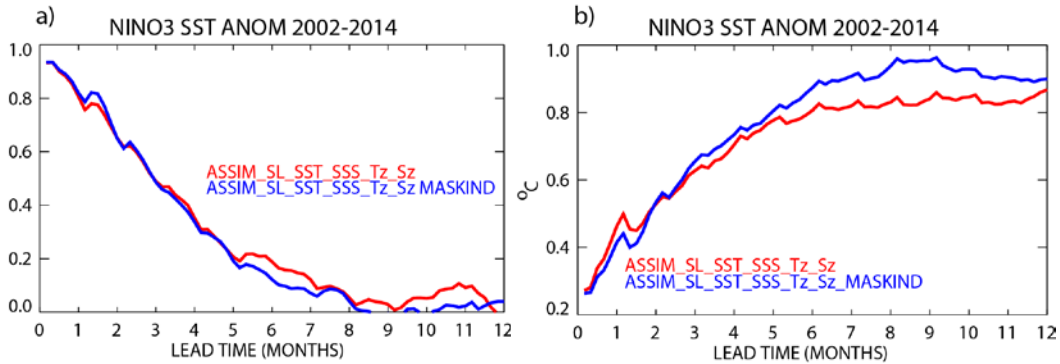 a)
NINO3 SST ANOM 2002-2014
1.0
0.8
0.6
0.4
0.2
0.0
ASSIM_SL_SST_SSS_Tz_Sz
ASSIM_SL_SST_SSS_Tz_Sz MASKIND
0 1 2 3 4 5 6 7 8 9 10 11 12
LEAD TIME (MONTHS)
b)
NINO3 SST ANOM 2002-2014
1.0
0.8
0.6
0.4
0.2
°C
ASSIM_SL_SST_SSS_Tz_Sz
ASSIM_SL_SST_SSS_Tz_Sz_MASKIND
0 1 2 3 4 5 6 7 8 9 10 11 12
LEAD TIME (MONTHS)